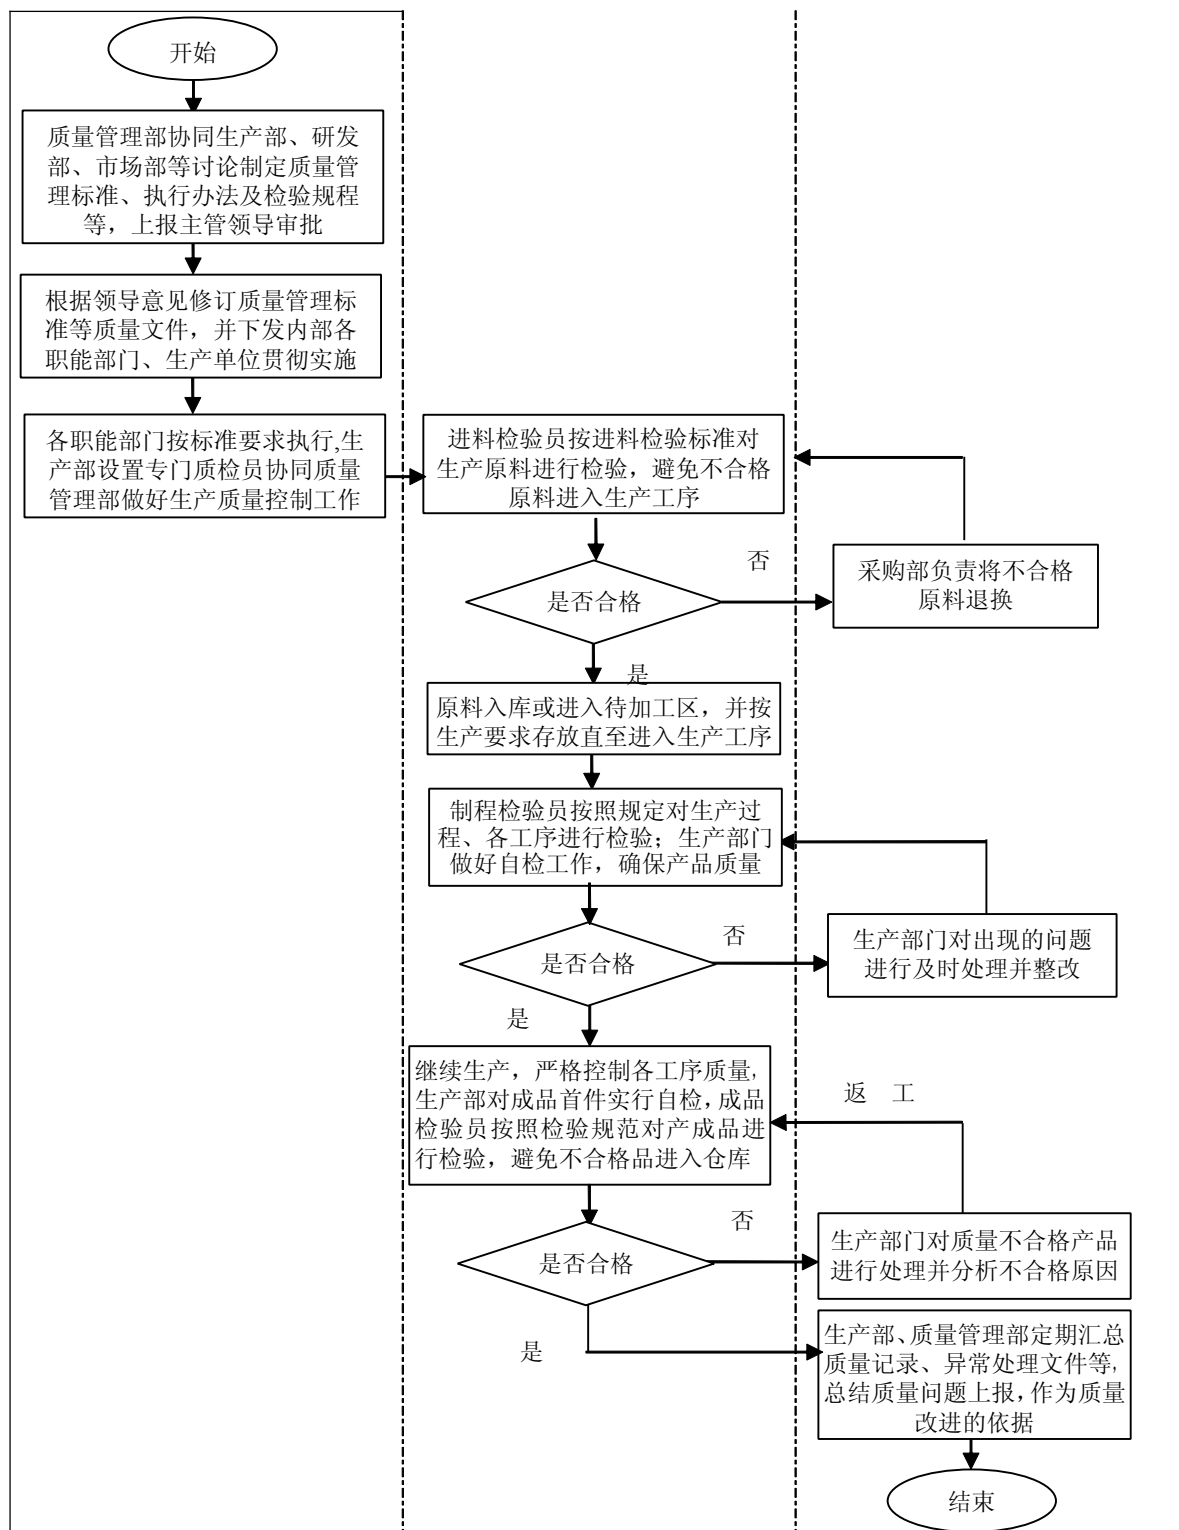 开始
质量管理部协同生产部、研发
部、市场部等讨论制定质量管
理标准、执行办法及检验规程
等，上报主管领导审批
根据领导意见修订质量管理标
准等质量文件，并下发内部各
职能部门、生产单位贯彻实施
各职能部门按标准要求执行,生
产部设置专门质检员协同质量
管理部做好生产质量控制工作
进料检验员按进料检验标准对
生产原料进行检验，避免不合格
原料进入生产工序
否
是否合格
采购部负责将不合格
原料退换
是
原料入库或进入待加工区，并按
生产要求存放直至进入生产工序
制程检验员按照规定对生产过
程、各工序进行检验；生产部门
做好自检工作，确保产品质量
否
是否合格
生产部门对出现的问题
进行及时处理并整改
是
继续生产，严格控制各工序质量,
生产部对成品首件实行自检，成品
检验员按照检验规范对产成品进
行检验，避免不合格品进入仓库
返 工
否
是否合格
生产部门对质量不合格产品
进行处理并分析不合格原因
是
生产部、质量管理部定期汇总
质量记录、异常处理文件等,
总结质量问题上报，作为质量
改进的依据
结束